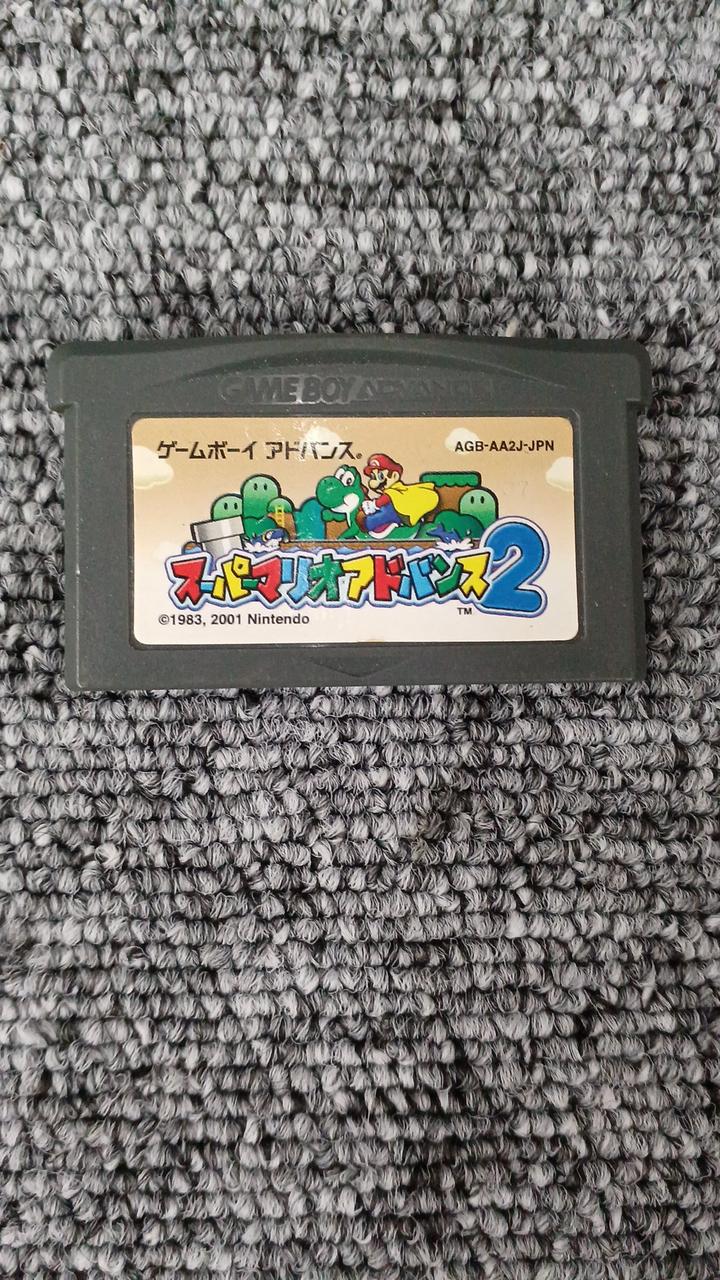 GAME BOY ADVANCE
ゲームボーイ アドバンス®
AGB-AA2J-JPN
スーパーマリオアドバンス2
™
©1983, 2001 Nintendo